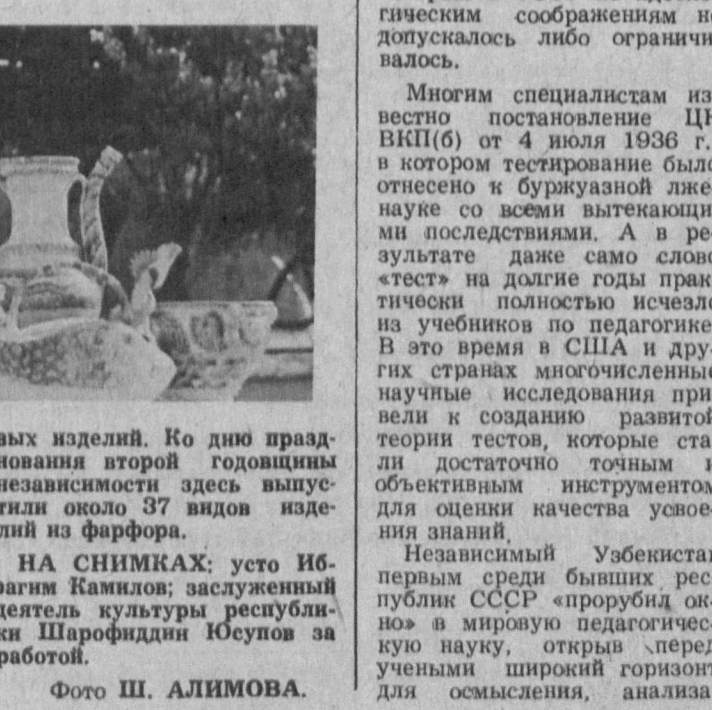 вых изделий. Ко дню празд-
нования второй годовщины
независимости здесь выпус-
тили около 37 видов изде-
лий из фарфора.
НА СНИМКАХ: усто Иб-
рагим Камилов; заслуженный
деятель культуры республи-
ки Шарофиддин Юсупов за
работой.
Фото Ш. АЛИМОВА.
гическим соображениям не
допускалось либо ограничи-
валось.
Многим специалистам из-
вестно постановление ЦК
ВКП(б) от 4 июля 1936 г.,
в котором тестирование было
отнесено к буржуазной лже-
науке со всеми вытекающи-
ми последствиями. А в ре-
зультате даже само слово
«тест» на долгие годы прак-
тически полностью исчезло
из учебников по педагогике.
В это время в США и дру-
гих странах многочисленные
научные исследования при-
вели к созданию развитой
теории тестов, которые ста-
ли достаточно точным и
объективным инструментом
для оценки качества усвое-
ния знаний.
Независимый Узбекистан
первым среди бывших рес-
публик СССР «прорубил ок-
но» в мировую педагогичес-
кую науку, открыв перед
учеными широкий горизонт
для осмысления, анализа